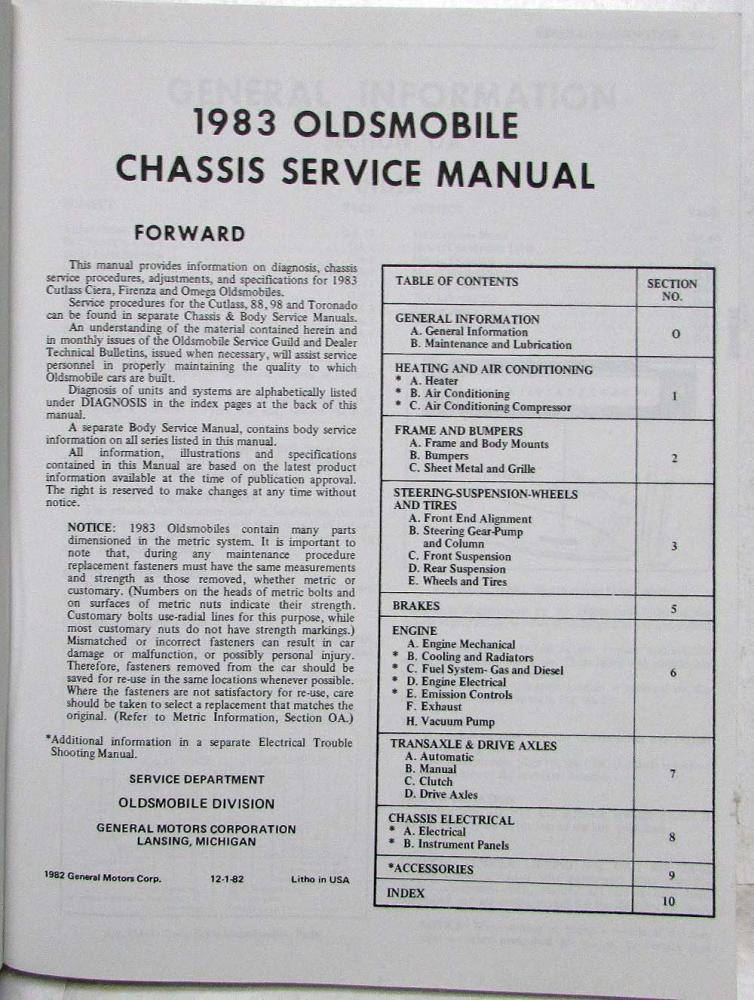 1983 OLDSMOBILE
CHASSIS SERVICE MANUAL
FORWARD
This manual provides information on diagnosis, chassis
service procedures, adjustments, and specifications for 1983
Cutlass Ciera, Firenza and Omega Oldsmobiles.
Service procedures for the Cutlass, 88, 98 and Toronado
can be found in separate Chassis & Body Service Manuals.
An understanding of the material contained herein and
in monthly issues of the Oldsmobile Service Guild and Dealer
Technical Bulletins, issued when necessary, will assist service
personnel in properly maintaining the quality to which
Oldsmobile cars are built.
Diagnosis of units and systems are alphabetically listed
under DIAGNOSIS in the index pages at the back of this
manual.
A separate Body Service Manual, contains body service
information on all series listed in this manual.
All information, illustrations and specifications
contained in this Manual are based on the latest product
information available at the time of publication approval.
The right is reserved to make changes at any time without
notice.
NOTICE: 1983 Oldsmobiles contain many parts
dimensioned in the metric system. It is important to
note that, during any maintenance procedure
replacement fasteners must have the same measurements
and strength as those removed, whether metric or
customary. (Numbers on the heads of metric bolts and
on surfaces of metric nuts indicate their strength.
Customary bolts use-radial lines for this purpose, while
most customary nuts do not have strength markings.)
Mismatched or incorrect fasteners can result in car
damage or malfunction, or possibly personal injury.
Therefore, fasteners removed from the car should be
saved for re-use in the same locations whenever possible.
Where the fasteners are not satisfactory for re-use, care
should be taken to select a replacement that matches the
original. (Refer to Metric Information, Section OA.)
*Additional information in a separate Electrical Trouble
Shooting Manual.
SERVICE DEPARTMENT
OLDSMOBILE DIVISION
GENERAL MOTORS CORPORATION
LANSING, MICHIGAN
1982 General Motors Corp. 12-1-82 Litho in USA
TABLE OF CONTENTS SECTION
NO.
GENERAL INFORMATION
A. General Information O
B. Maintenance and Lubrication
HEATING AND AIR CONDITIONING
* A. Heater
* B. Air Conditioning 1
* C. Air Conditioning Compressor
FRAME AND BUMPERS
A. Frame and Body Mounts
B. Bumpers 2
C. Sheet Metal and Grille
STEERING-SUSPENSION-WHEELS
AND TIRES
A. Front End Alignment
B. Steering Gear-Pump
and Column 3
C. Front Suspension
D. Rear Suspension
E. Wheels and Tires
BRAKES 5
ENGINE
A. Engine Mechanical
* B. Cooling and Radiators
* C. Fuel System- Gas and Diesel 6
* D. Engine Electrical
* E. Emission Controls
F. Exhaust
H. Vacuum Pump
TRANSAXLE & DRIVE AXLES
A. Automatic
B. Manual 7
C. Clutch
D. Drive Axles
CHASSIS ELECTRICAL
* A. Electrical 8
* B. Instrument Panels
*ACCESSORIES 9
INDEX 10